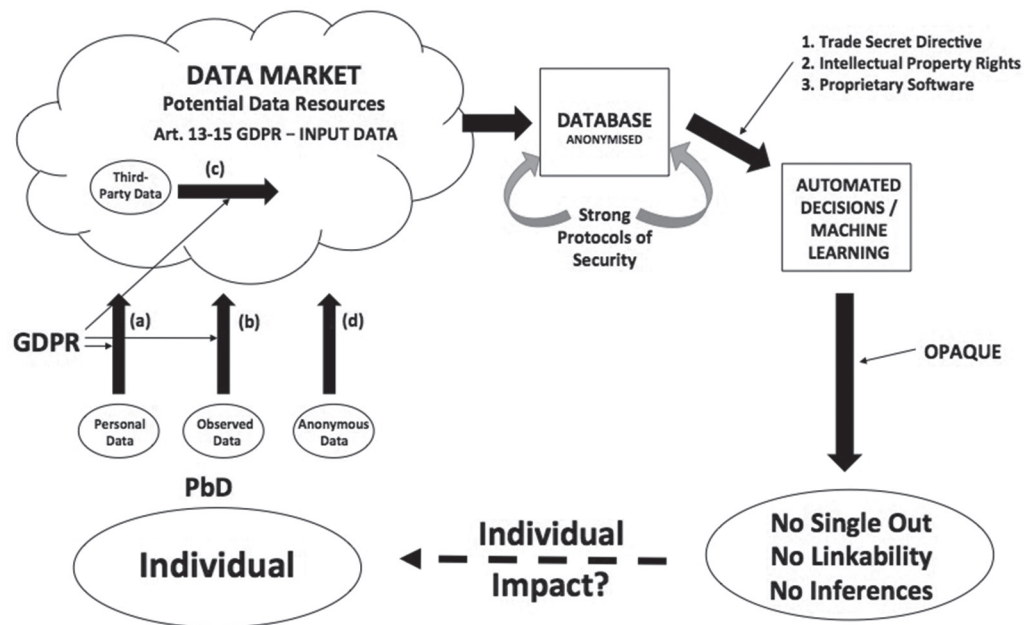 DATA MARKET
Potential Data Resources
Art. 13-15 GDPR – INPUT DATA
Third-
Party Data
(c)
DATABASE
ANONYMISED
Strong
Protocols of
Security
1. Trade Secret Directive
2. Intellectual Property Rights
3. Proprietary Software
AUTOMATED
DECISIONS /
MACHINE
LEARNING
GDPR
(a)
(b)
(d)
OPAQUE
Personal
Data
Observed
Data
Anonymous
Data
PbD
Individual
Individual
Impact?
No Single Out
No Linkability
No Inferences